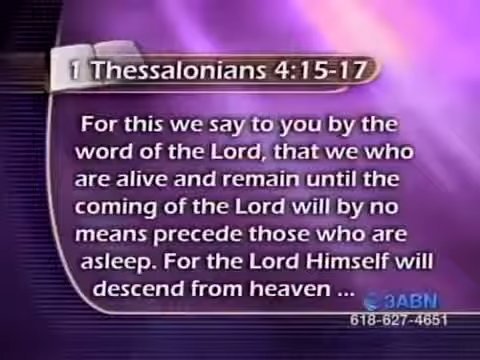 1 Thessalonians 4:15-17
For this we say to you by the
word of the Lord, that we who
are alive and remain until the
coming of the Lord will by no
means precede those who are
asleep. For the Lord Himself will
descend from heaven ...
3ABN
618-627-4651